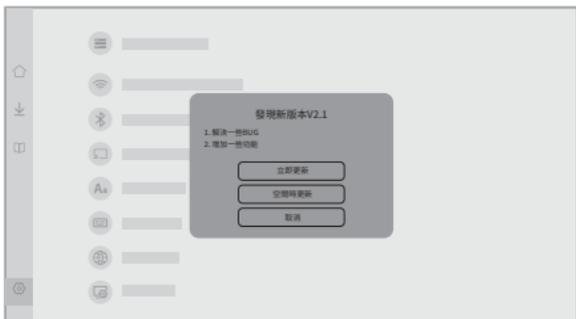 發現新版本V2.1
1. 解決一些BUG
2. 增加一些功能
立即更新
空閒時更新
取消